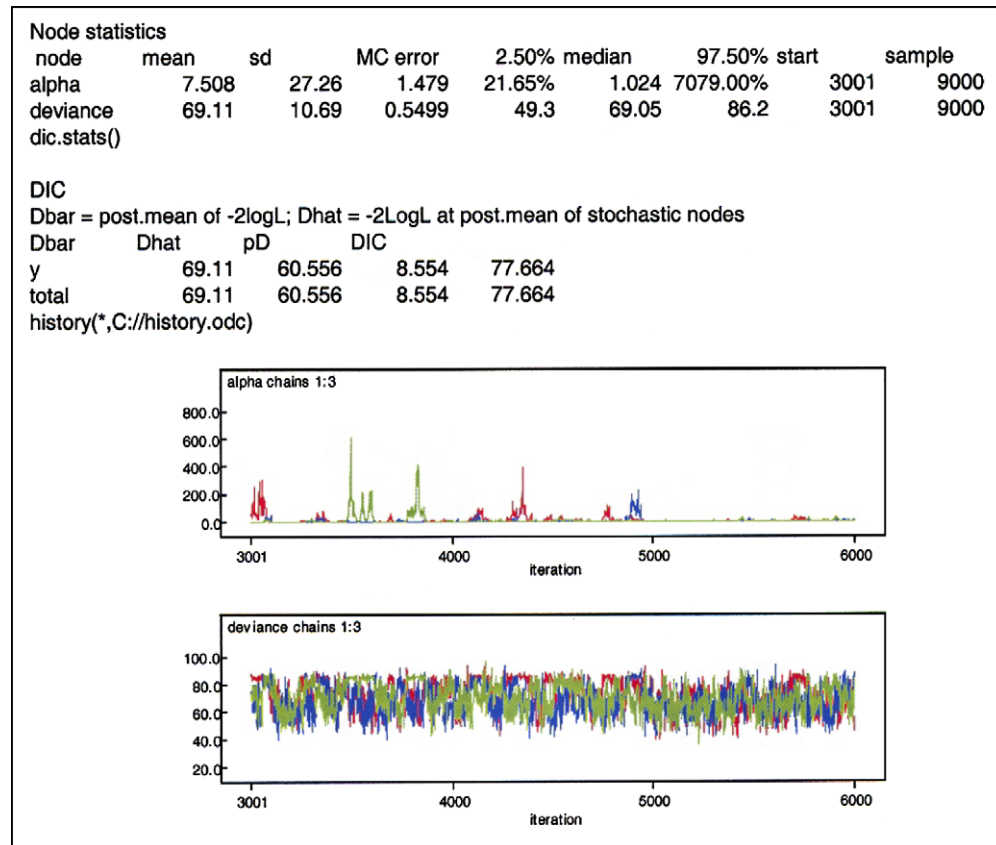 Node statistics
node mean sd MC error 2.50% median 97.50% start sample
alpha 7.508 27.26 1.479 21.65% 1.024 7079.00% 3001 9000
deviance 69.11 10.69 0.5499 49.3 69.05 86.2 3001 9000
dic.stats()
DIC
Dbar = post.mean of -2logL; Dhat = -2LogL at post.mean of stochastic nodes
Dbar Dhat pD DIC
y 69.11 60.556 8.554 77.664
total 69.11 60.556 8.554 77.664
history(*,C://history.odc)
alpha chains 1:3
800.0
600.0
400.0
200.0
0.0
3001 4000 5000 6000
iteration
deviance chains 1:3
100.0
80.0
60.0
40.0
20.0
3001 4000 5000 6000
iteration